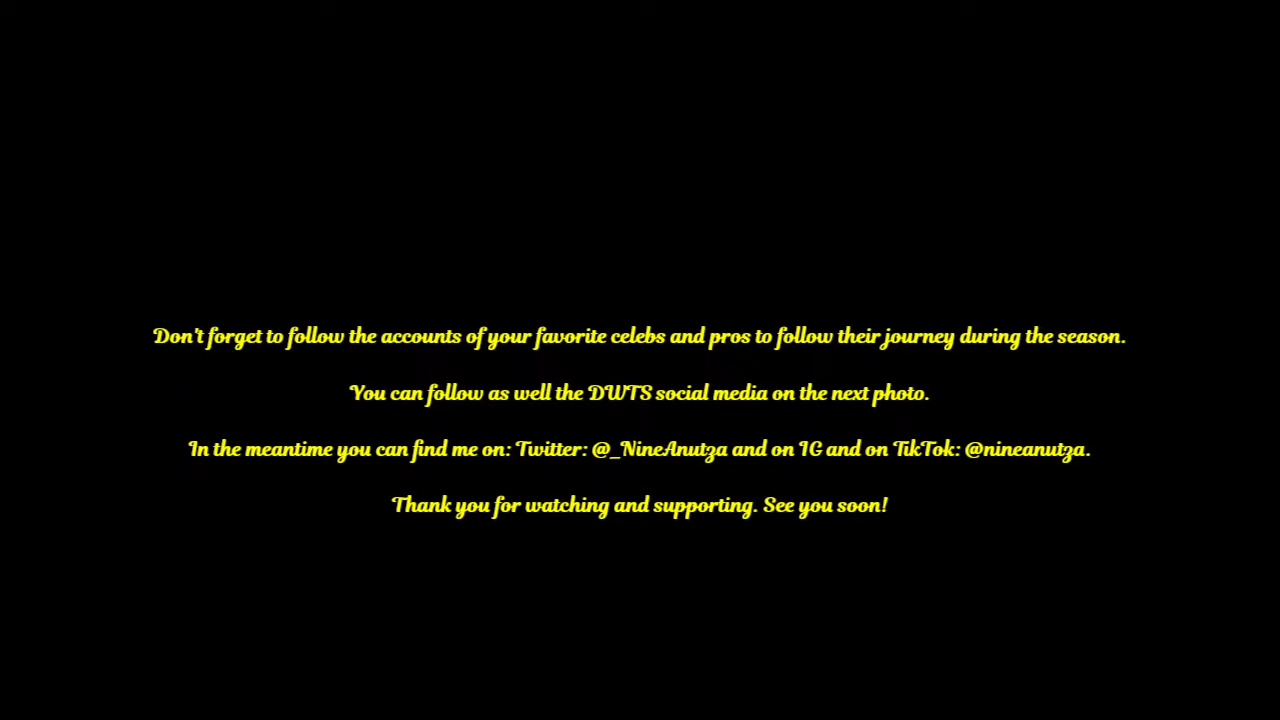 Don't forget to follow the accounts of your favorite celebs and pros to follow their journey during the season.
You can follow as well the DWTS social media on the next photo.
In the meantime you can find me on: Twitter: @_NineAnutza and on IG and on TikTok: @nineanutza.
Thank you for watching and supporting. See you soon!